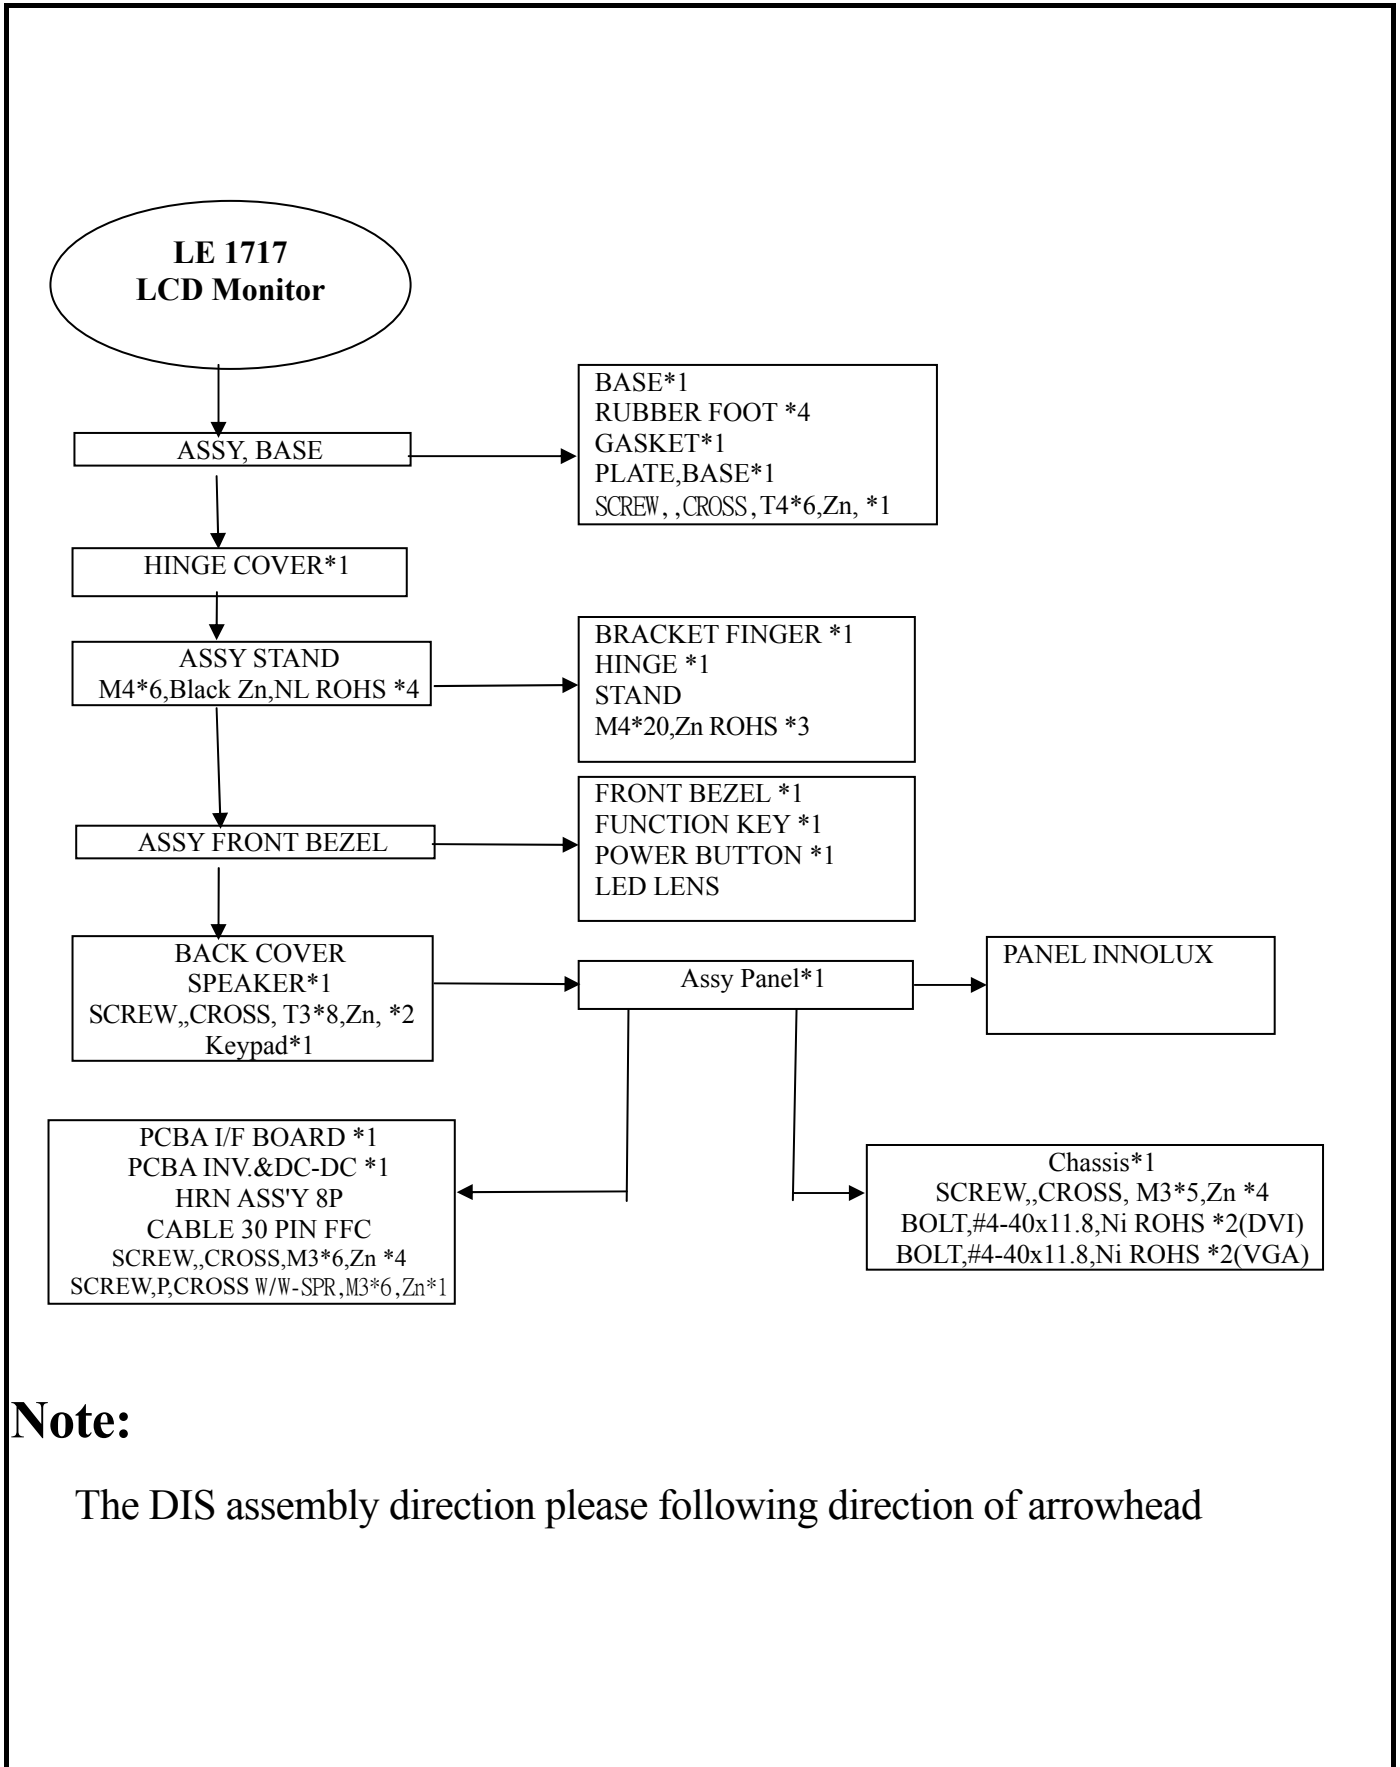 LE 1717
LCD Monitor
ASSY, BASE
BASE*1
RUBBER FOOT *4
GASKET*1
PLATE,BASE*1
SCREW, ,CROSS,T4*6,Zn, *1
HINGE COVER*1
ASSY STAND
M4*6,Black Zn,NL ROHS *4
BRACKET FINGER *1
HINGE *1
STAND
M4*20,Zn ROHS *3
ASSY FRONT BEZEL
FRONT BEZEL *1
FUNCTION KEY *1
POWER BUTTON *1
LED LENS
BACK COVER
SPEAKER*1
SCREW,,CROSS, T3*8,Zn, *2
Keypad*1
Assy Panel*1
PANEL INNOLUX
PCBA I/F BOARD *1
PCBA INV.&DC-DC *1
HRN ASS'Y 8P
CABLE 30 PIN FFC
SCREW,,CROSS,M3*6,Zn *4
SCREW,P,CROSS W/W-SPR,M3*6,Zn*1
Chassis*1
SCREW,,CROSS, M3*5,Zn *4
BOLT,#4-40x11.8,Ni ROHS *2(DVI)
BOLT,#4-40x11.8,Ni ROHS *2(VGA)
Note:
The DIS assembly direction please following direction of arrowhead